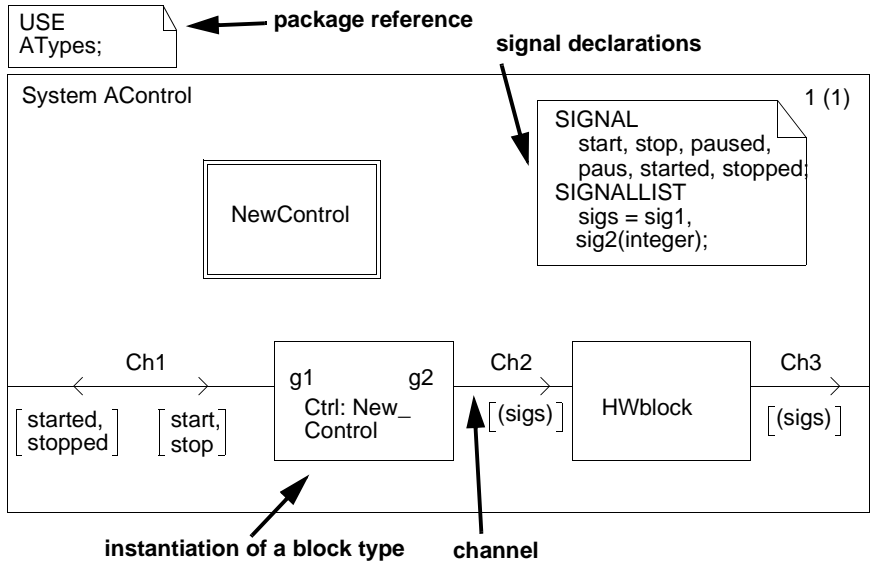 USE
ATypes;
package reference
signal declarations
System AControl
1 (1)
SIGNAL
start, stop, paused,
paus, started, stopped;
SIGNALLIST
sigs = sig1,
sig2(integer);
NewControl
Ch1
g1
g2
Ctrl: New_
Control
Ch2
HWblock
Ch3
[started,
stopped]
[start,
stop]
[(sigs)]
[(sigs)]
instantiation of a block type
channel